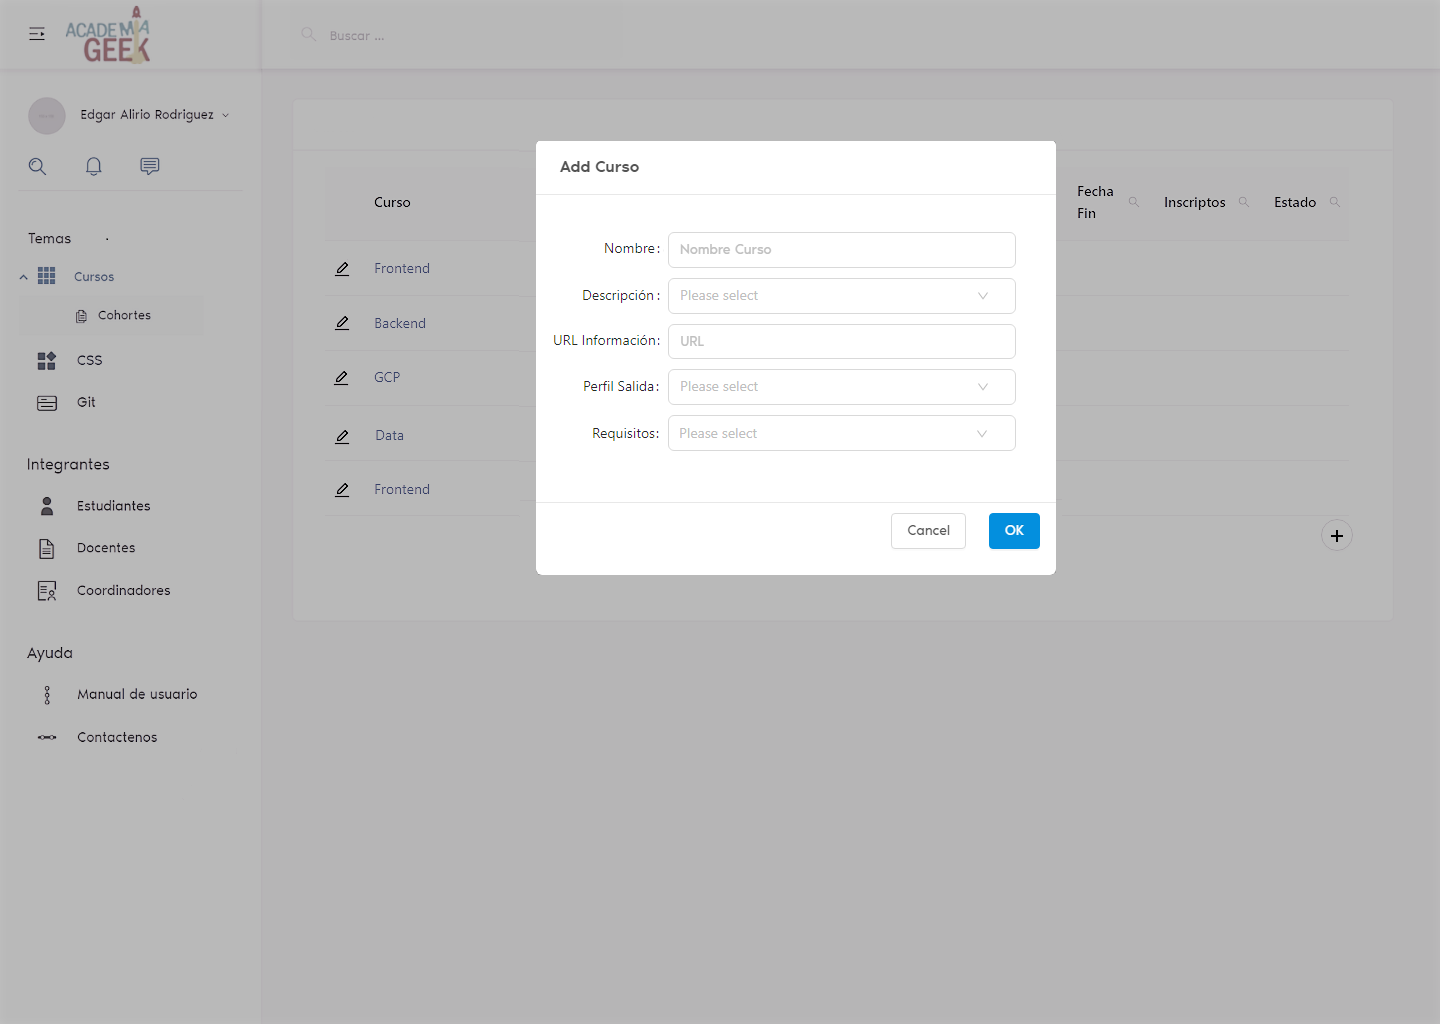 ACADEMIA
GEEK
Buscar ...
Edgar Alirio Rodriguez
Temas
Cursos
Cohortes
CSS
Git
Integrantes
Estudiantes
Docentes
Coordinadores
Ayuda
Manual de usuario
Contactenos
Curso
Fecha
Fin
Inscriptos
Estado
Frontend
Backend
GCP
Data
Frontend
Add Curso
Nombre: Nombre Curso
Descripción: Please select
URL Información: URL
Perfil Salida: Please select
Requisitos: Please select
Cancel
OK